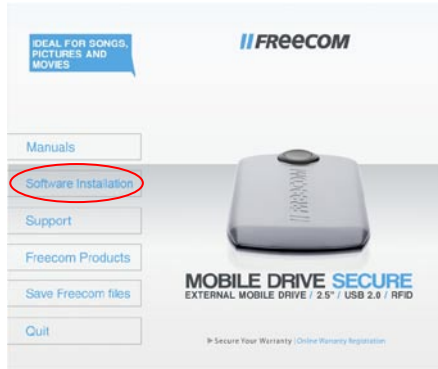 IDEAL FOR SONGS,
PICTURES AND
MOVIES
FREECOM
Manuals
Software Installation
Support
Freecom Products
Save Freecom files
Quit
FREECOM
MOBILE DRIVE SECURE
EXTERNAL MOBILE DRIVE / 2.5" / USB 2.0 / RFID
Secure Your Warranty | Online Warranty Registration